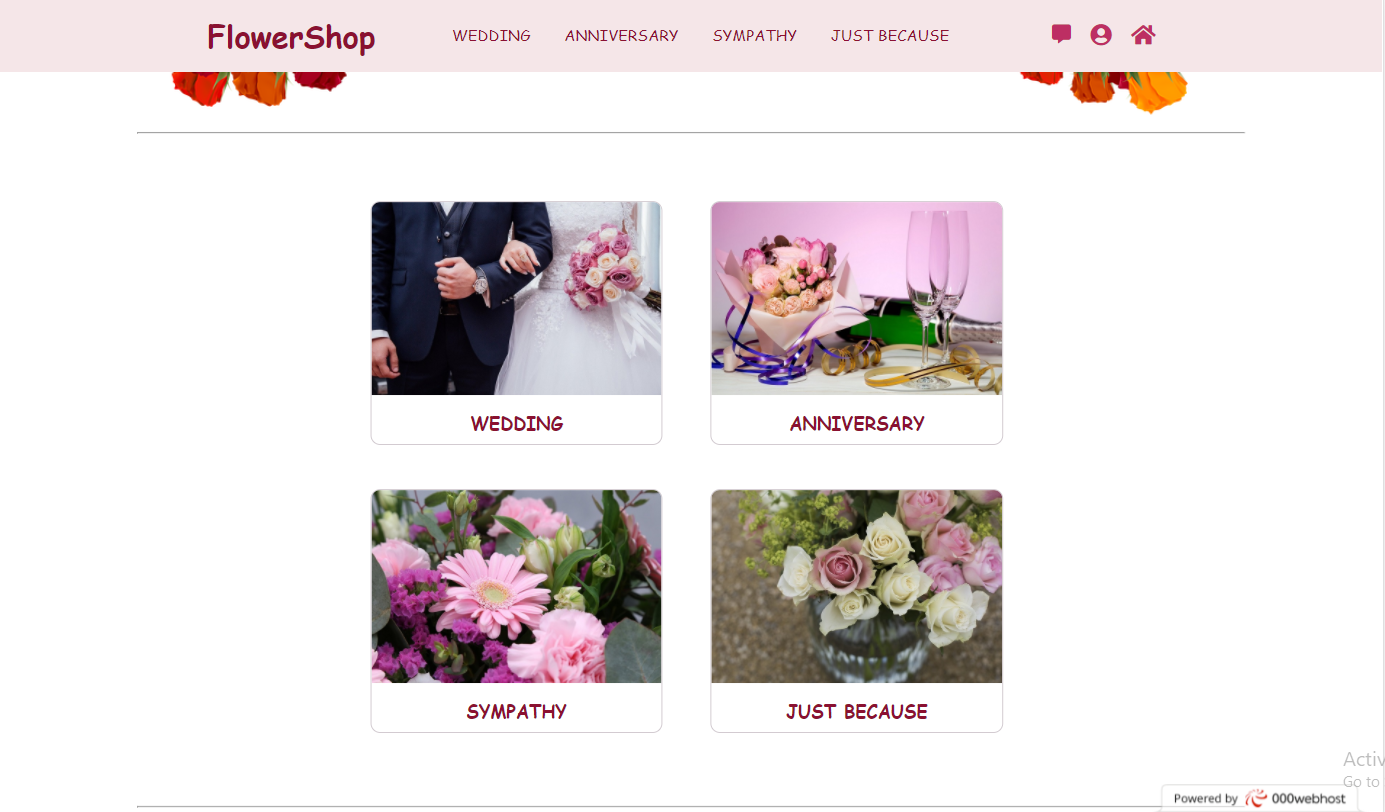 FlowerShop WEDDING ANNIVERSARY SYMPATHY JUST BECAUSE
WEDDING ANNIVERSARY
SYMPATHY JUST BECAUSE
Activ
Go to
Powered by 000webhost